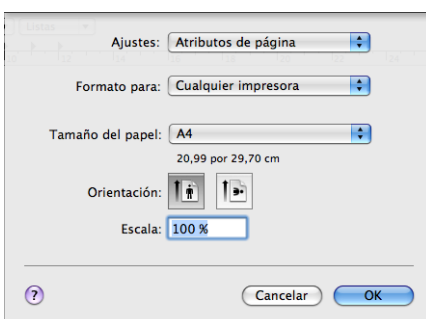 Listas
Ajustes: Atributos de página
Formato para: Cualquier impresora
Tamaño del papel: A4
20,99 por 29,70 cm
Orientación:
Escala: 100 %
? Cancelar OK